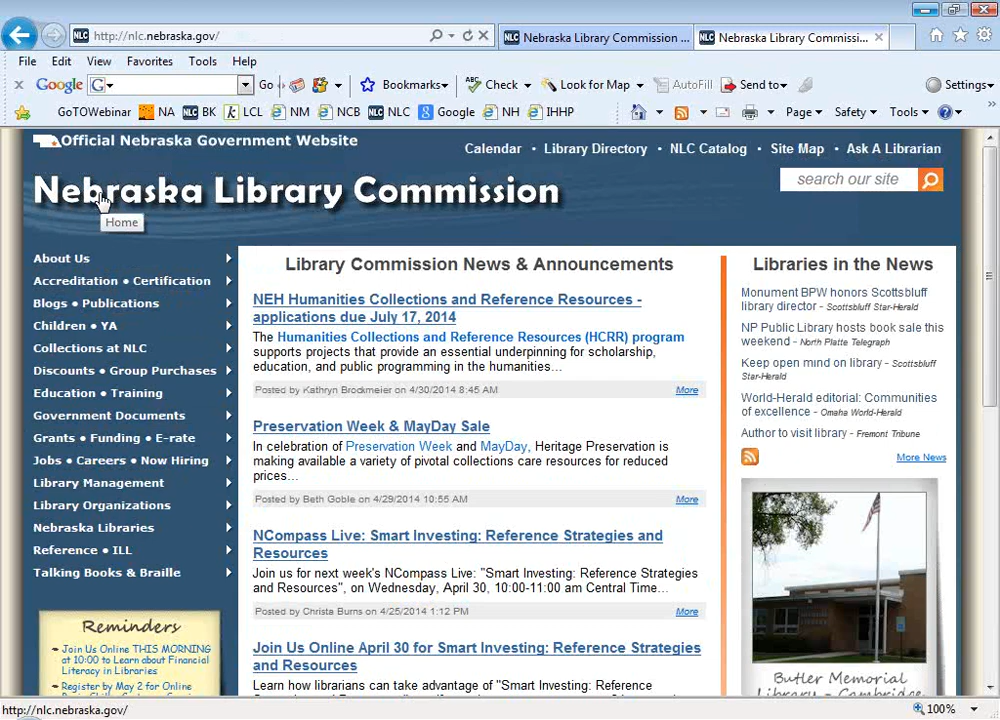 http://nlc.nebraska.gov/
Nebraska Library Commission ...
Nebraska Library Commissi...
File Edit View Favorites Tools Help
Google Go Bookmarks Check Look for Map AutoFill Send to Settings
GoTOWebinar NA BK LCL NM NCB NLC Google NH IHHP Page Safety Tools
Official Nebraska Government Website
Calendar • Library Directory • NLC Catalog • Site Map • Ask A Librarian
Nebraska Library Commission
search our site
Home
About Us
Accreditation • Certification
Blogs • Publications
Children • YA
Collections at NLC
Discounts • Group Purchases
Education • Training
Government Documents
Grants • Funding • E-rate
Jobs • Careers • Now Hiring
Library Management
Library Organizations
Nebraska Libraries
Reference • ILL
Talking Books & Braille
Reminders
Join Us Online THIS MORNING
at 10:00 to Learn about Financial
Literacy in Libraries
Register by May 2 for Online
Library Commission News & Announcements
NEH Humanities Collections and Reference Resources -
applications due July 17, 2014
The Humanities Collections and Reference Resources (HCRR) program
supports projects that provide an essential underpinning for scholarship,
education, and public programming in the humanities...
Posted by Kathryn Brockmeier on 4/30/2014 8:45 AM More
Preservation Week & MayDay Sale
In celebration of Preservation Week and MayDay, Heritage Preservation is
making available a variety of pivotal collections care resources for reduced
prices...
Posted by Beth Goble on 4/29/2014 10:55 AM More
NCompass Live: Smart Investing: Reference Strategies and
Resources
Join us for next week's NCompass Live: "Smart Investing: Reference Strategies
and Resources", on Wednesday, April 30, 10:00-11:00 am Central Time...
Posted by Christa Burns on 4/25/2014 1:12 PM More
Join Us Online April 30 for Smart Investing: Reference Strategies
and Resources
Learn how librarians can take advantage of "Smart Investing: Reference
Libraries in the News
Monument BPW honors Scottsbluff
library director - Scottsbluff Star-Herald
NP Public Library hosts book sale this
weekend - North Platte Telegraph
Keep open mind on library - Scottsbluff
Star-Herald
World-Herald editorial: Communities
of excellence - Omaha World-Herald
Author to visit library - Fremont Tribune
More News
Butler Memorial
Library - Cambridge
http://nlc.nebraska.gov/
100%